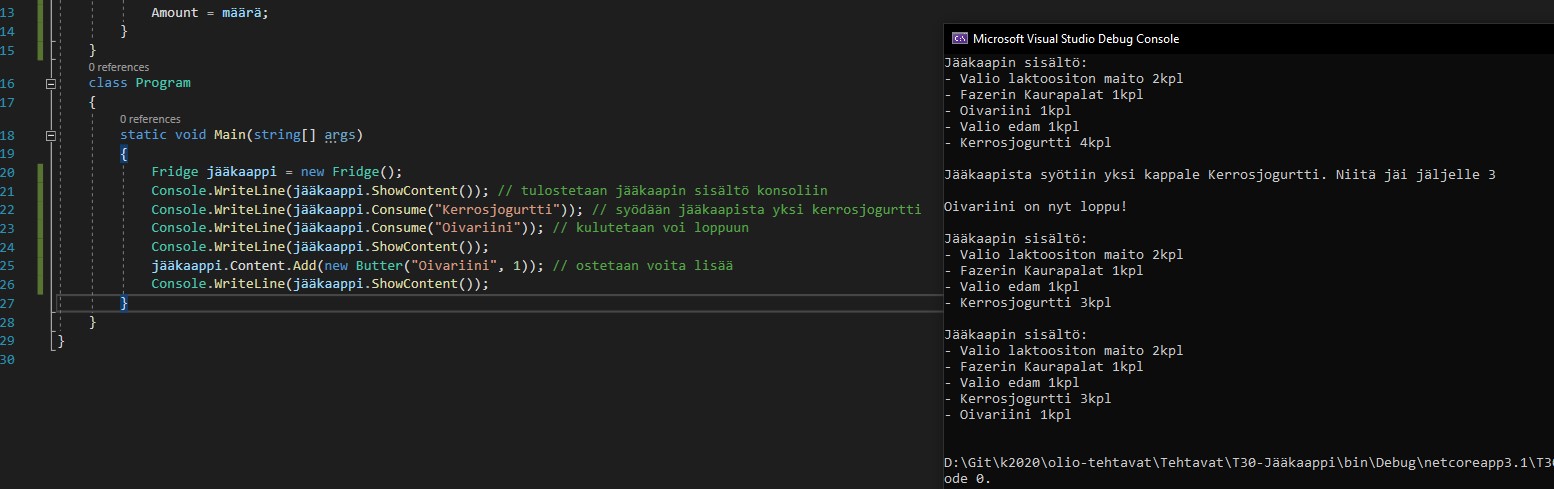 13 Amount = määrä;
14 }
15 }
0 references
16 class Program
17 {
0 references
18 static void Main(string[] args)
19 {
20 Fridge jääkaappi = new Fridge();
21 Console.WriteLine(jääkaappi.ShowContent()); // tulostetaan jääkaapin sisältö konsoliin
22 Console.WriteLine(jääkaappi.Consume("Kerrosjogurtti")); // syödään jääkaapista yksi kerrosjogurtti
23 Console.WriteLine(jääkaappi.Consume("Oivariini")); // kulutetaan voi loppuun
24 Console.WriteLine(jääkaappi.ShowContent());
25 jääkaappi.Content.Add(new Butter("Oivariini", 1)); // ostetaan voita lisää
26 Console.WriteLine(jääkaappi.ShowContent());
27 }
28 }
29 }
30
Microsoft Visual Studio Debug Console
Jääkaapin sisältö:
- Valio laktoositon maito 2kpl
- Fazerin Kaurapalat 1kpl
- Oivariini 1kpl
- Valio edam 1kpl
- Kerrosjogurtti 4kpl
Jääkaapista syötiin yksi kappale Kerrosjogurtti. Niitä jäi jäljelle 3
Oivariini on nyt loppu!
Jääkaapin sisältö:
- Valio laktoositon maito 2kpl
- Fazerin Kaurapalat 1kpl
- Valio edam 1kpl
- Kerrosjogurtti 3kpl
Jääkaapin sisältö:
- Valio laktoositon maito 2kpl
- Fazerin Kaurapalat 1kpl
- Valio edam 1kpl
- Kerrosjogurtti 3kpl
- Oivariini 1kpl
D:\Git\k2020\olio-tehtavat\Tehtavat\T30-Jääkaappi\bin\Debug\netcoreapp3.1\T30
ode 0.